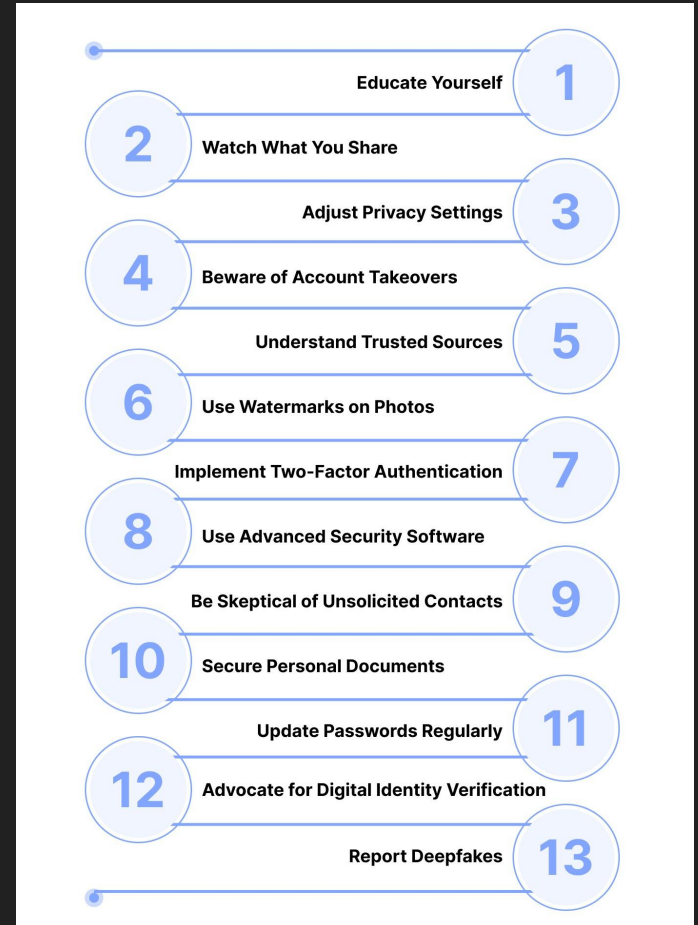 1
Educate Yourself
2
Watch What You Share
3
Adjust Privacy Settings
4
Beware of Account Takeovers
5
Understand Trusted Sources
6
Use Watermarks on Photos
7
Implement Two-Factor Authentication
8
Use Advanced Security Software
9
Be Skeptical of Unsolicited Contacts
10
Secure Personal Documents
11
Update Passwords Regularly
12
Advocate for Digital Identity Verification
13
Report Deepfakes